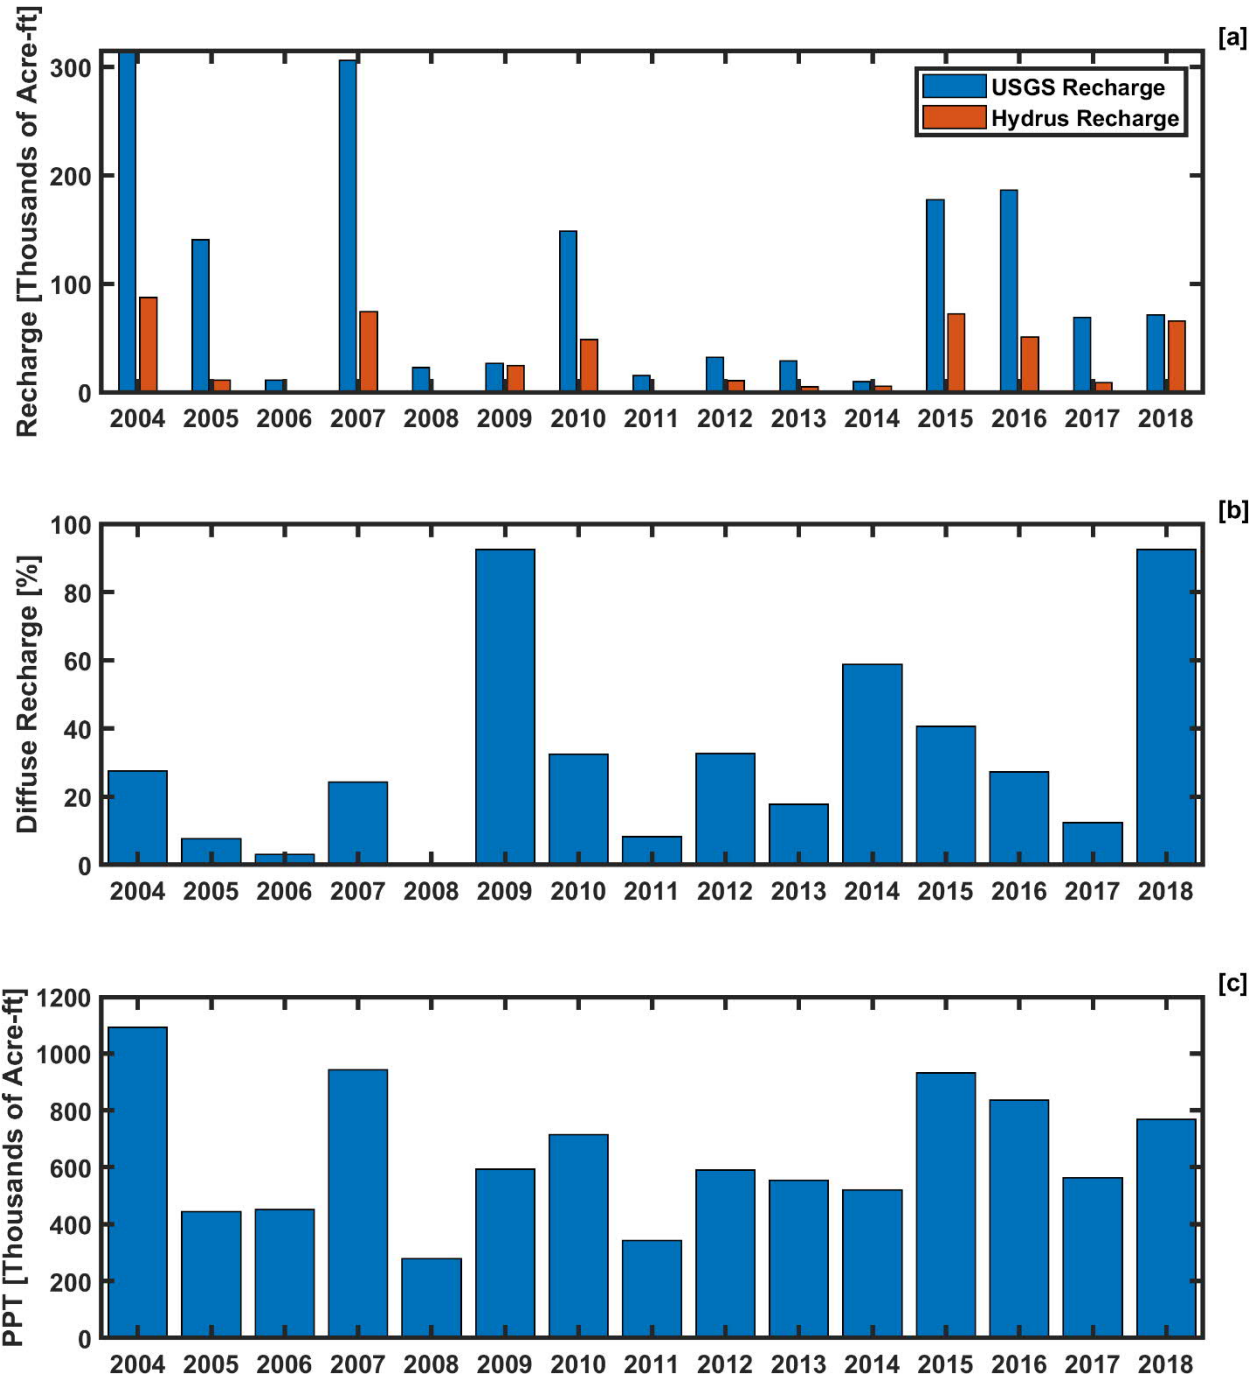 [a]
Recharge [Thousands of Acre-ft]
300
200
100
0
USGS Recharge
Hydrus Recharge
2004 2005 2006 2007 2008 2009 2010 2011 2012 2013 2014 2015 2016 2017 2018
[b]
Diffuse Recharge [%]
100
80
60
40
20
0
2004 2005 2006 2007 2008 2009 2010 2011 2012 2013 2014 2015 2016 2017 2018
[c]
PPT [Thousands of Acre-ft]
1200
1000
800
600
400
200
0
2004 2005 2006 2007 2008 2009 2010 2011 2012 2013 2014 2015 2016 2017 2018